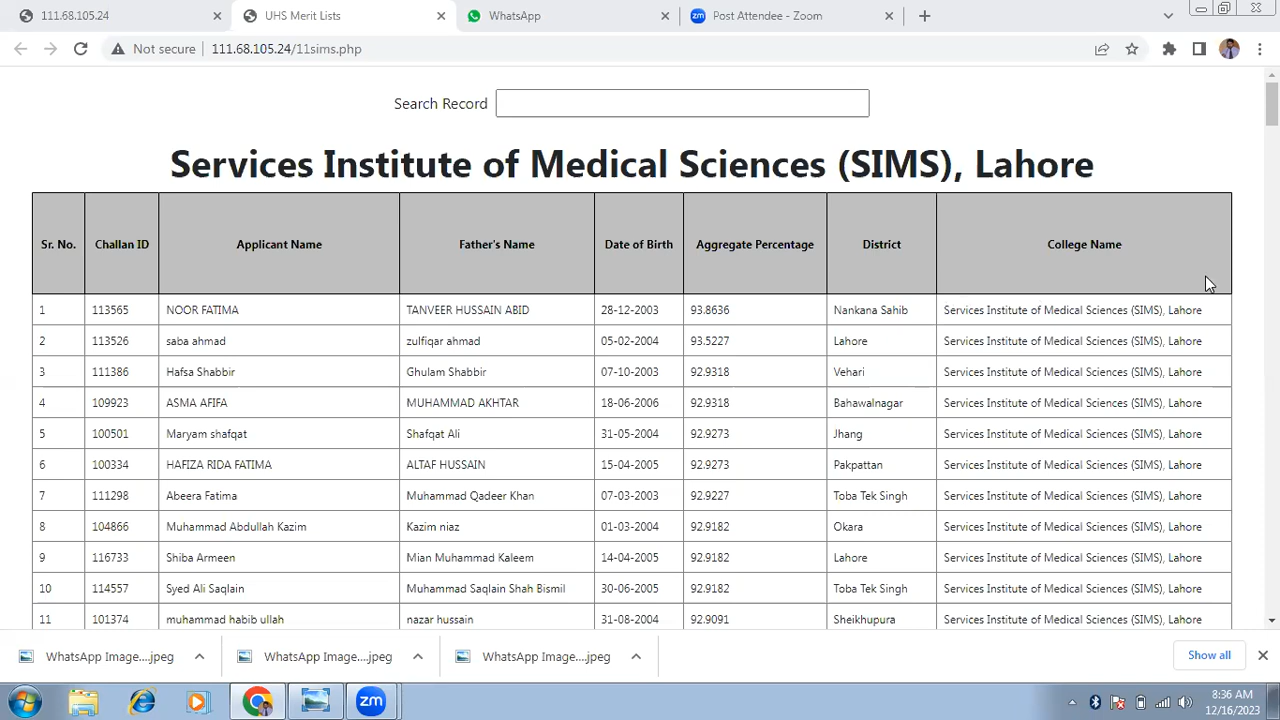 111.68.105.24 UHS Merit Lists WhatsApp Post Attendee - Zoom
Not secure 111.68.105.24/11sims.php
Search Record
Services Institute of Medical Sciences (SIMS), Lahore
Sr. No. Challan ID Applicant Name Father's Name Date of Birth Aggregate Percentage District College Name
1 113565 NOOR FATIMA TANVEER HUSSAIN ABID 28-12-2003 93.8636 Nankana Sahib Services Institute of Medical Sciences (SIMS), Lahore
2 113526 saba ahmad zulfiqar ahmad 05-02-2004 93.5227 Lahore Services Institute of Medical Sciences (SIMS), Lahore
3 111386 Hafsa Shabbir Ghulam Shabbir 07-10-2003 92.9318 Vehari Services Institute of Medical Sciences (SIMS), Lahore
4 109923 ASMA AFIFA MUHAMMAD AKHTAR 18-06-2006 92.9318 Bahawalnagar Services Institute of Medical Sciences (SIMS), Lahore
5 100501 Maryam shafqat Shafqat Ali 31-05-2004 92.9273 Jhang Services Institute of Medical Sciences (SIMS), Lahore
6 100334 HAFIZA RIDA FATIMA ALTAF HUSSAIN 15-04-2005 92.9273 Pakpattan Services Institute of Medical Sciences (SIMS), Lahore
7 111298 Abeera Fatima Muhammad Qadeer Khan 07-03-2003 92.9227 Toba Tek Singh Services Institute of Medical Sciences (SIMS), Lahore
8 104866 Muhammad Abdullah Kazim Kazim niaz 01-03-2004 92.9182 Okara Services Institute of Medical Sciences (SIMS), Lahore
9 116733 Shiba Armeen Mian Muhammad Kaleem 14-04-2005 92.9182 Lahore Services Institute of Medical Sciences (SIMS), Lahore
10 114557 Syed Ali Saqlain Muhammad Saqlain Shah Bismil 30-06-2005 92.9182 Toba Tek Singh Services Institute of Medical Sciences (SIMS), Lahore
11 101374 muhammad habib ullah nazar hussain 31-08-2004 92.9091 Sheikhupura Services Institute of Medical Sciences (SIMS), Lahore
WhatsApp Image....jpeg WhatsApp Image....jpeg WhatsApp Image....jpeg Show all
zm
8:36 AM
12/16/2023